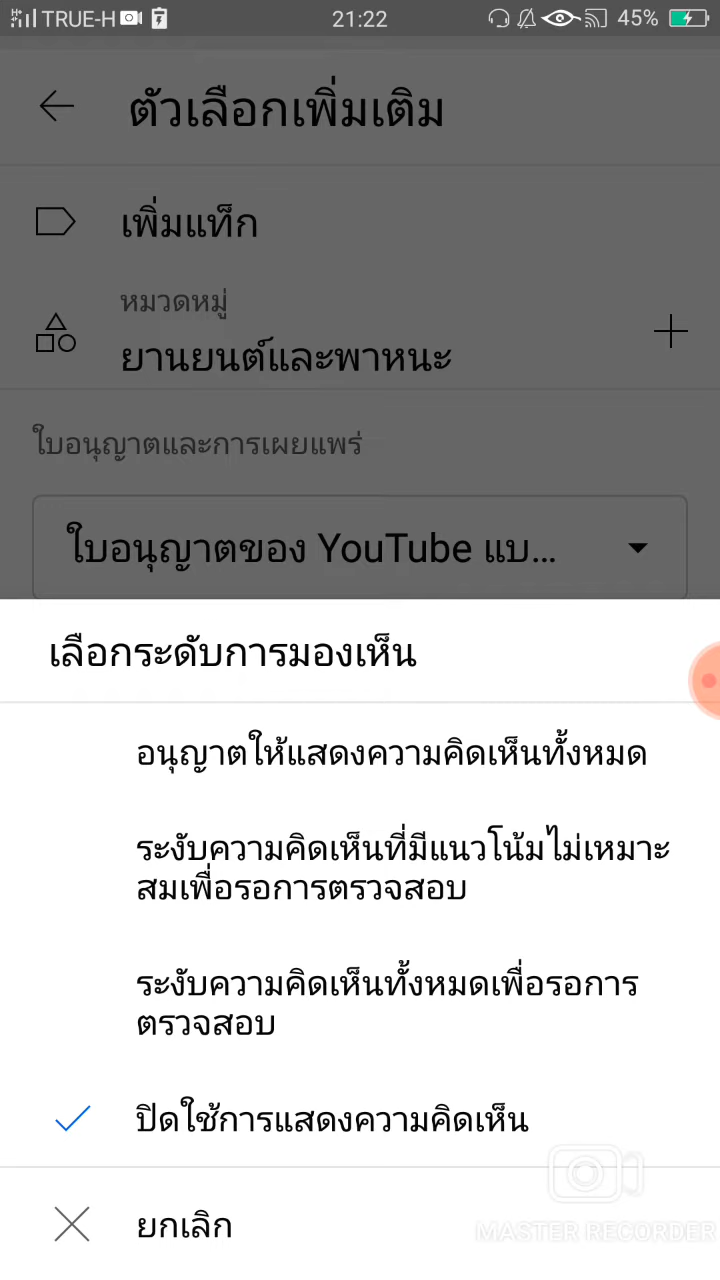 TRUE-H 21:22 45%
ตัวเลือกเพิ่มเติม
เพิ่มแท็ก
หมวดหมู่
ยานยนต์และพาหนะ
ใบอนุญาตและการเผยแพร่
ใบอนุญาตของ YouTube แบ...
เลือกระดับการมองเห็น
อนุญาตให้แสดงความคิดเห็นทั้งหมด
ระงับความคิดเห็นที่มีแนวโน้มไม่เหมาะ
สมเพื่อรอการตรวจสอบ
ระงับความคิดเห็นทั้งหมดเพื่อรอการ
ตรวจสอบ
ปิดใช้การแสดงความคิดเห็น
ยกเลิก
MASTER RECORDER